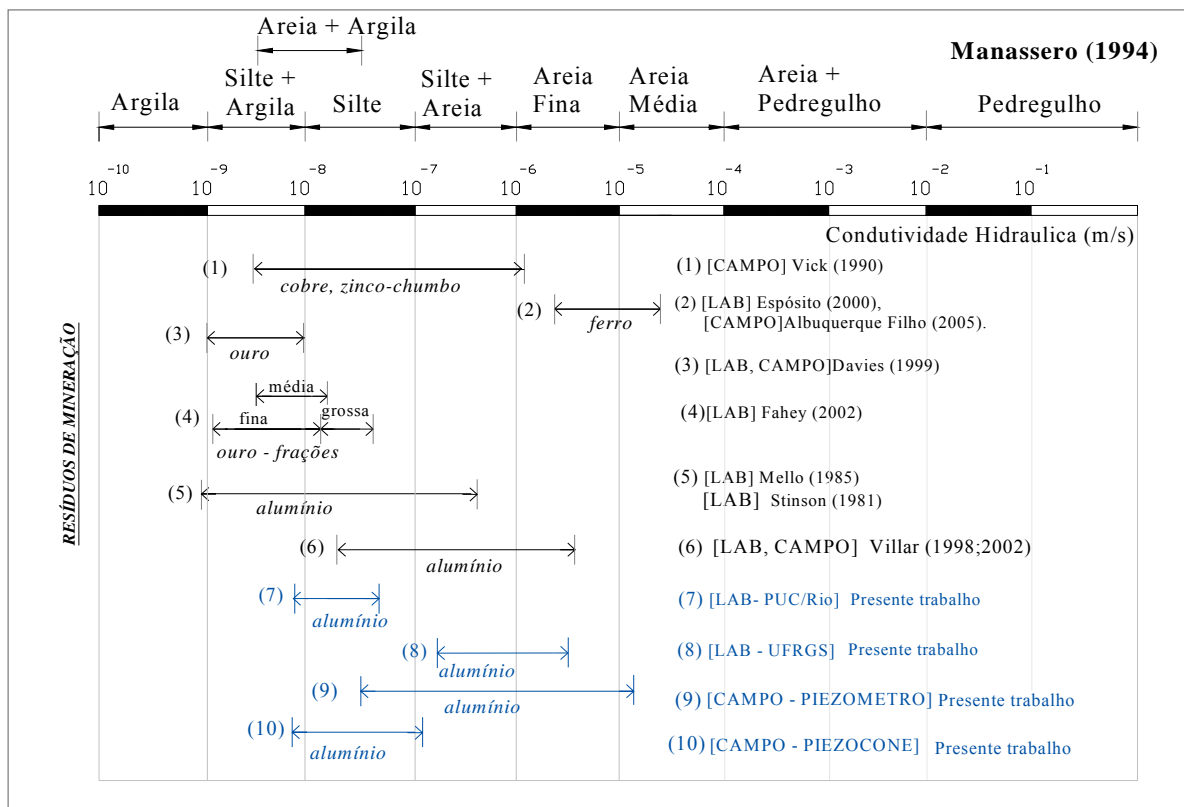 Areia + Argila
Manassero (1994)
Argila
Silte +
Argila
Silte
Silte +
Areia
Areia
Fina
Areia
Média
Areia +
Pedregulho
Pedregulho
10^-10 10^-9 10^-8 10^-7 10^-6 10^-5 10^-4 10^-3 10^-2 10^-1
Condutividade Hidraulica (m/s)
RESÍDUOS DE MINERAÇÃO
(1) cobre, zinco-chumbo
(1) [CAMPO] Vick (1990)
(2) ferro
(2) [LAB] Espósito (2000),
[CAMPO]Albuquerque Filho (2005).
(3) ouro
(3) [LAB, CAMPO]Davies (1999)
média
(4) fina grossa
ouro - frações
(4) [LAB] Fahey (2002)
(5) alumínio
(5) [LAB] Mello (1985)
[LAB] Stinson (1981)
(6) alumínio
(6) [LAB, CAMPO] Villar (1998;2002)
(7) alumínio
(7) [LAB- PUC/Rio] Presente trabalho
(8) alumínio
(8) [LAB - UFRGS] Presente trabalho
(9) alumínio
(9) [CAMPO - PIEZOMETRO] Presente trabalho
(10) alumínio
(10) [CAMPO - PIEZOCONE] Presente trabalho